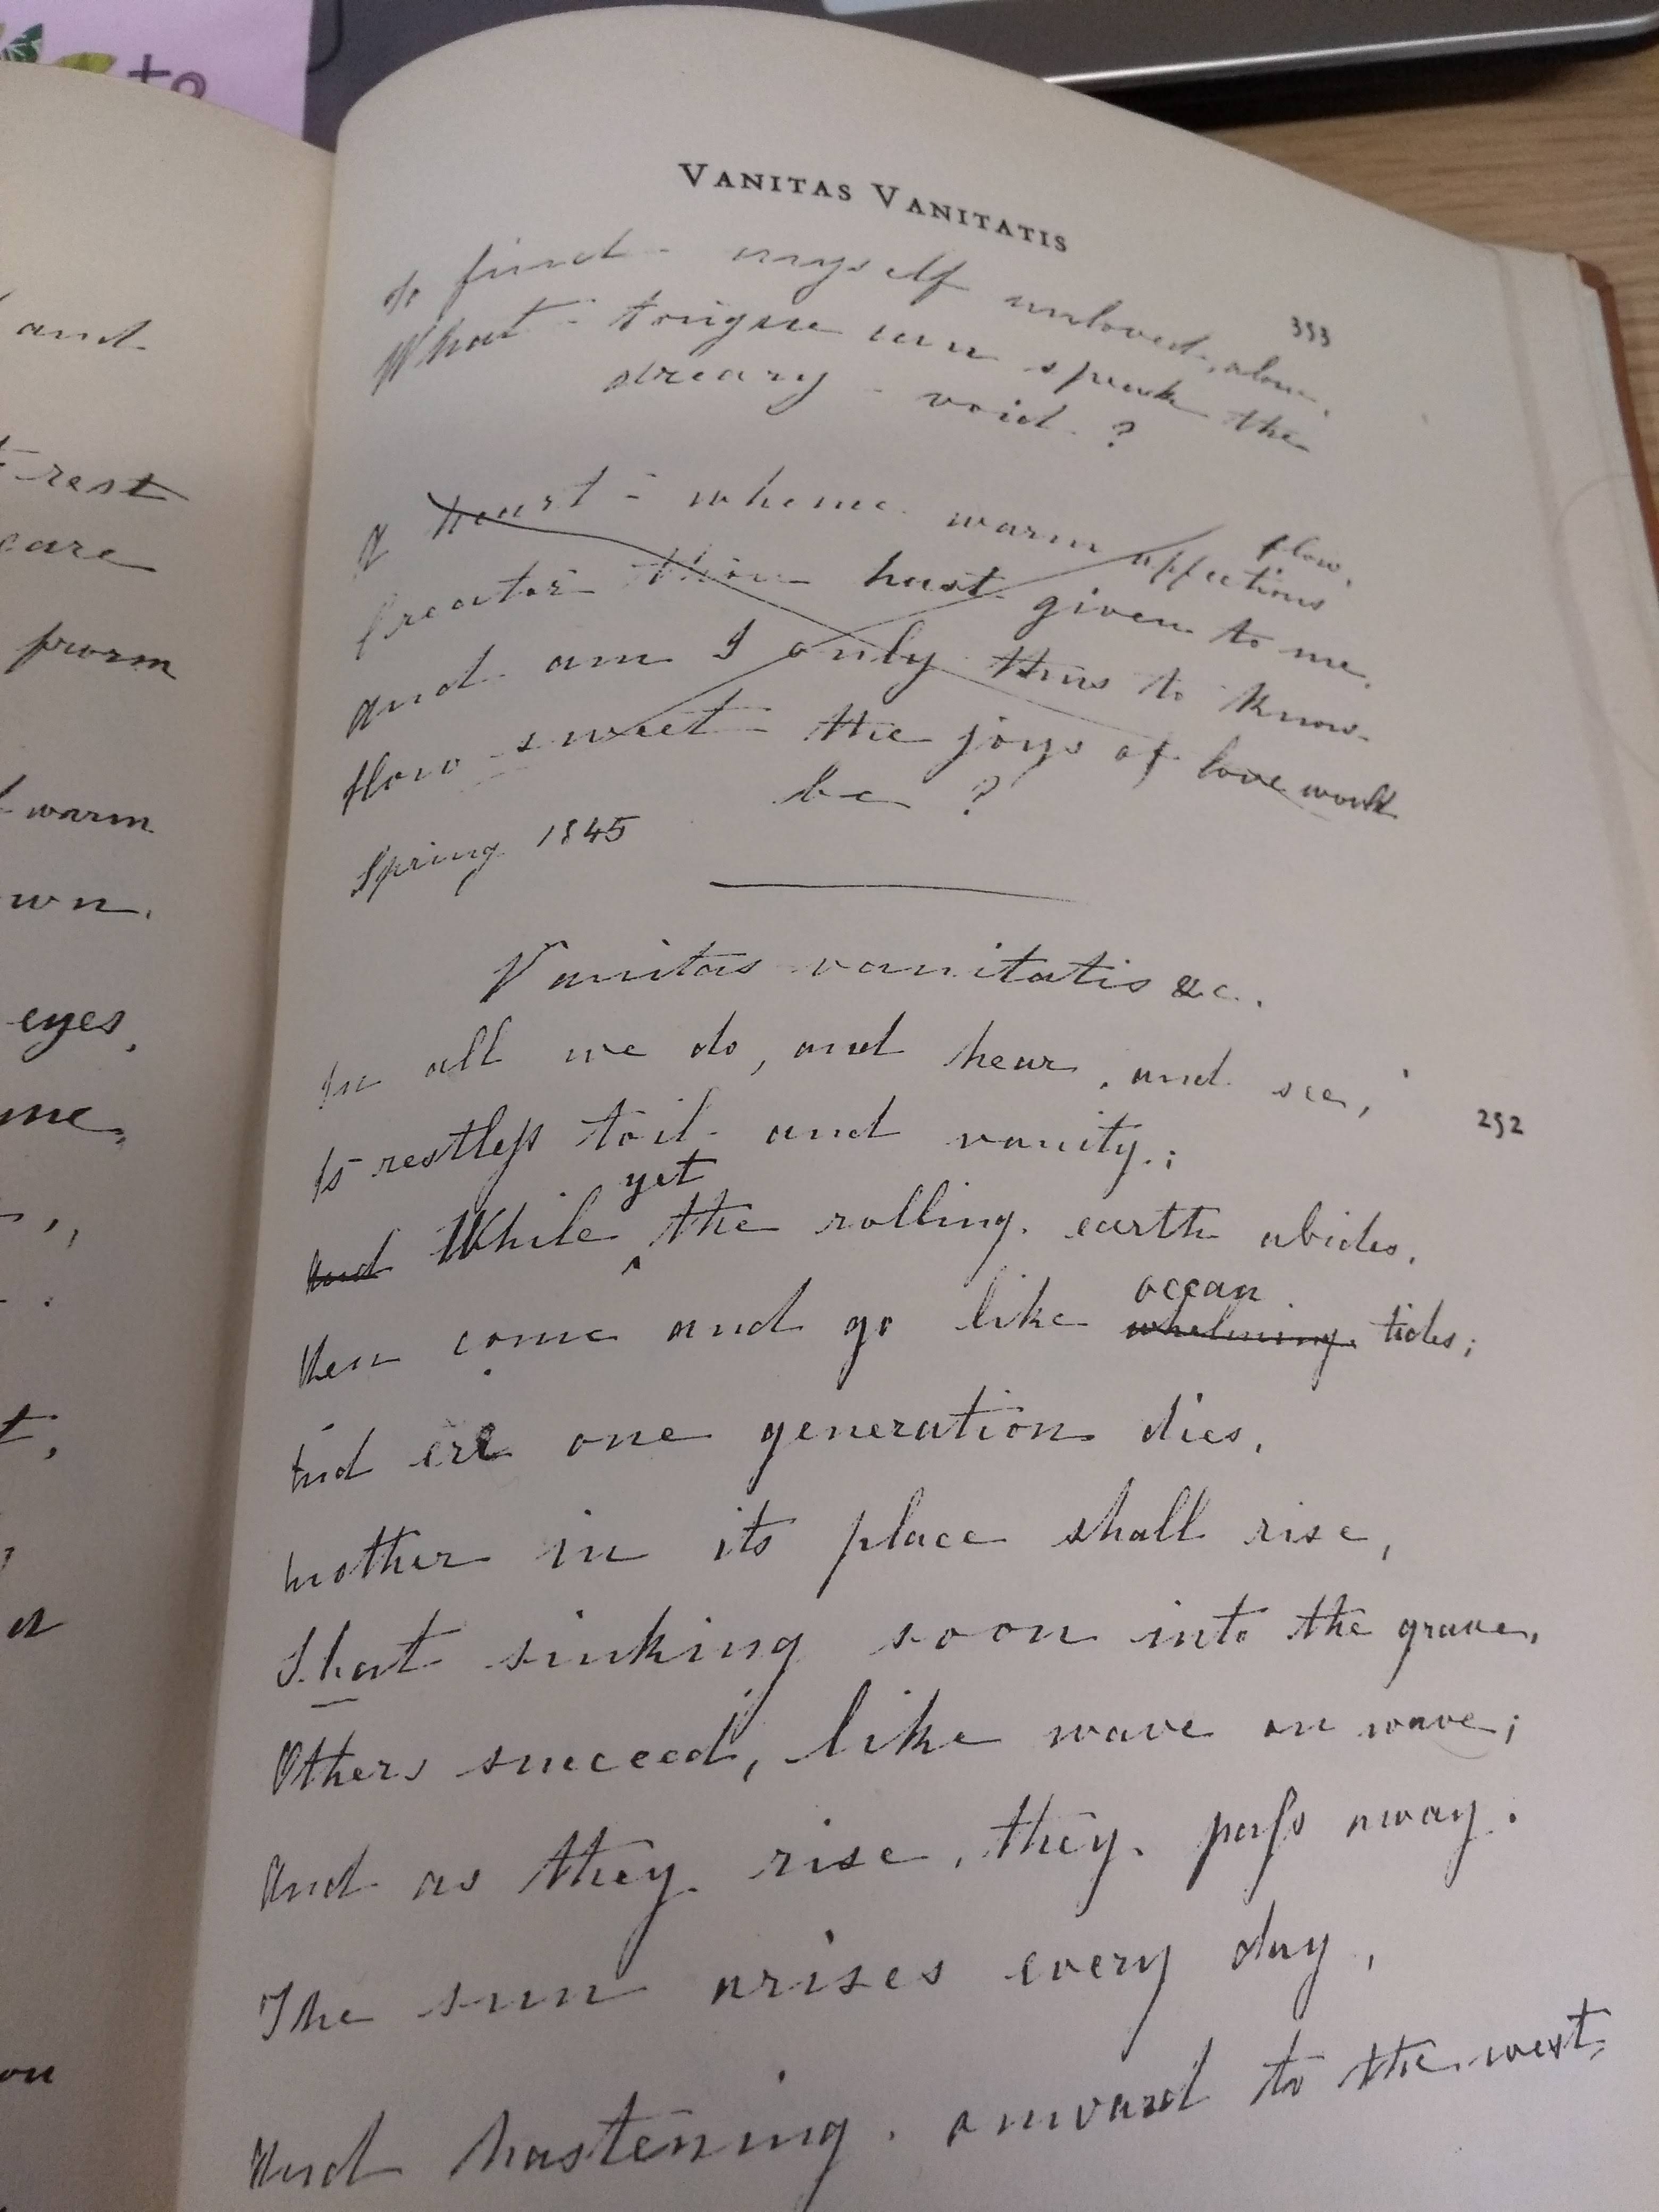 to
VANITAS VANITATIS
To find myself unloved, alone,
What tongue can speak the
dreary void ?
353
A heart whence warm affections
flow,
Creator thou hast given to me,
And am I only thus to know
How sweet the joys of love would
be ?
Spring 1845
Vanitas vanitatis &c.
In all we do, and hear, and see,
Is restless toil and vanity;
252
yet
And While ^ the rolling earth abides,
ocean
Men come and go like whelming tides;
And ere one generation dies,
Another in its place shall rise,
That sinking soon into the grave,
Others succeed, like wave on wave;
And as they rise, they pass away.
The sun arises every day,
And hastening onward to the west,
and
rest
care
warm
own.
eyes,
me,